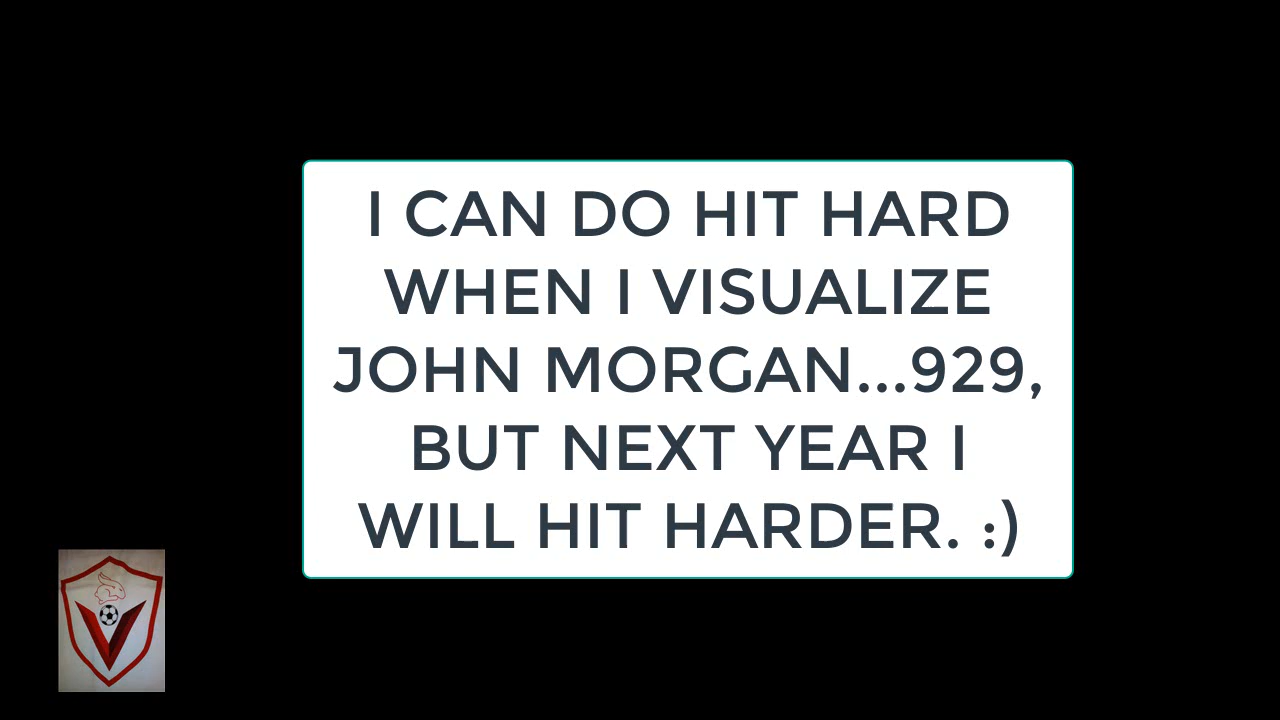 I CAN DO HIT HARD
WHEN I VISUALIZE
JOHN MORGAN...929,
BUT NEXT YEAR I
WILL HIT HARDER. :)
V